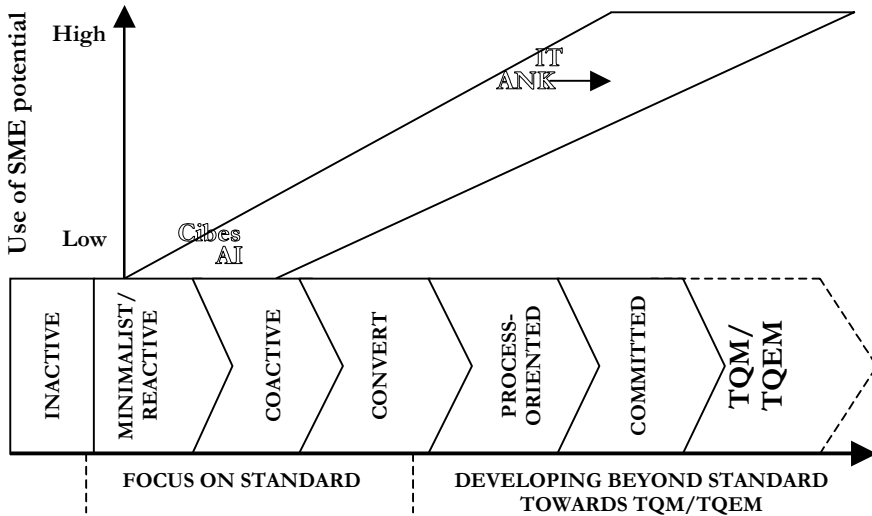 High
Use of SME potential
Low
IT
ANK
Cibes
AI
INACTIVE
MINIMALIST/
REACTIVE
COACTIVE
CONVERT
PROCESS-
ORIENTED
COMMITTED
TQM/
TQEM
FOCUS ON STANDARD
DEVELOPING BEYOND STANDARD
TOWARDS TQM/TQEM